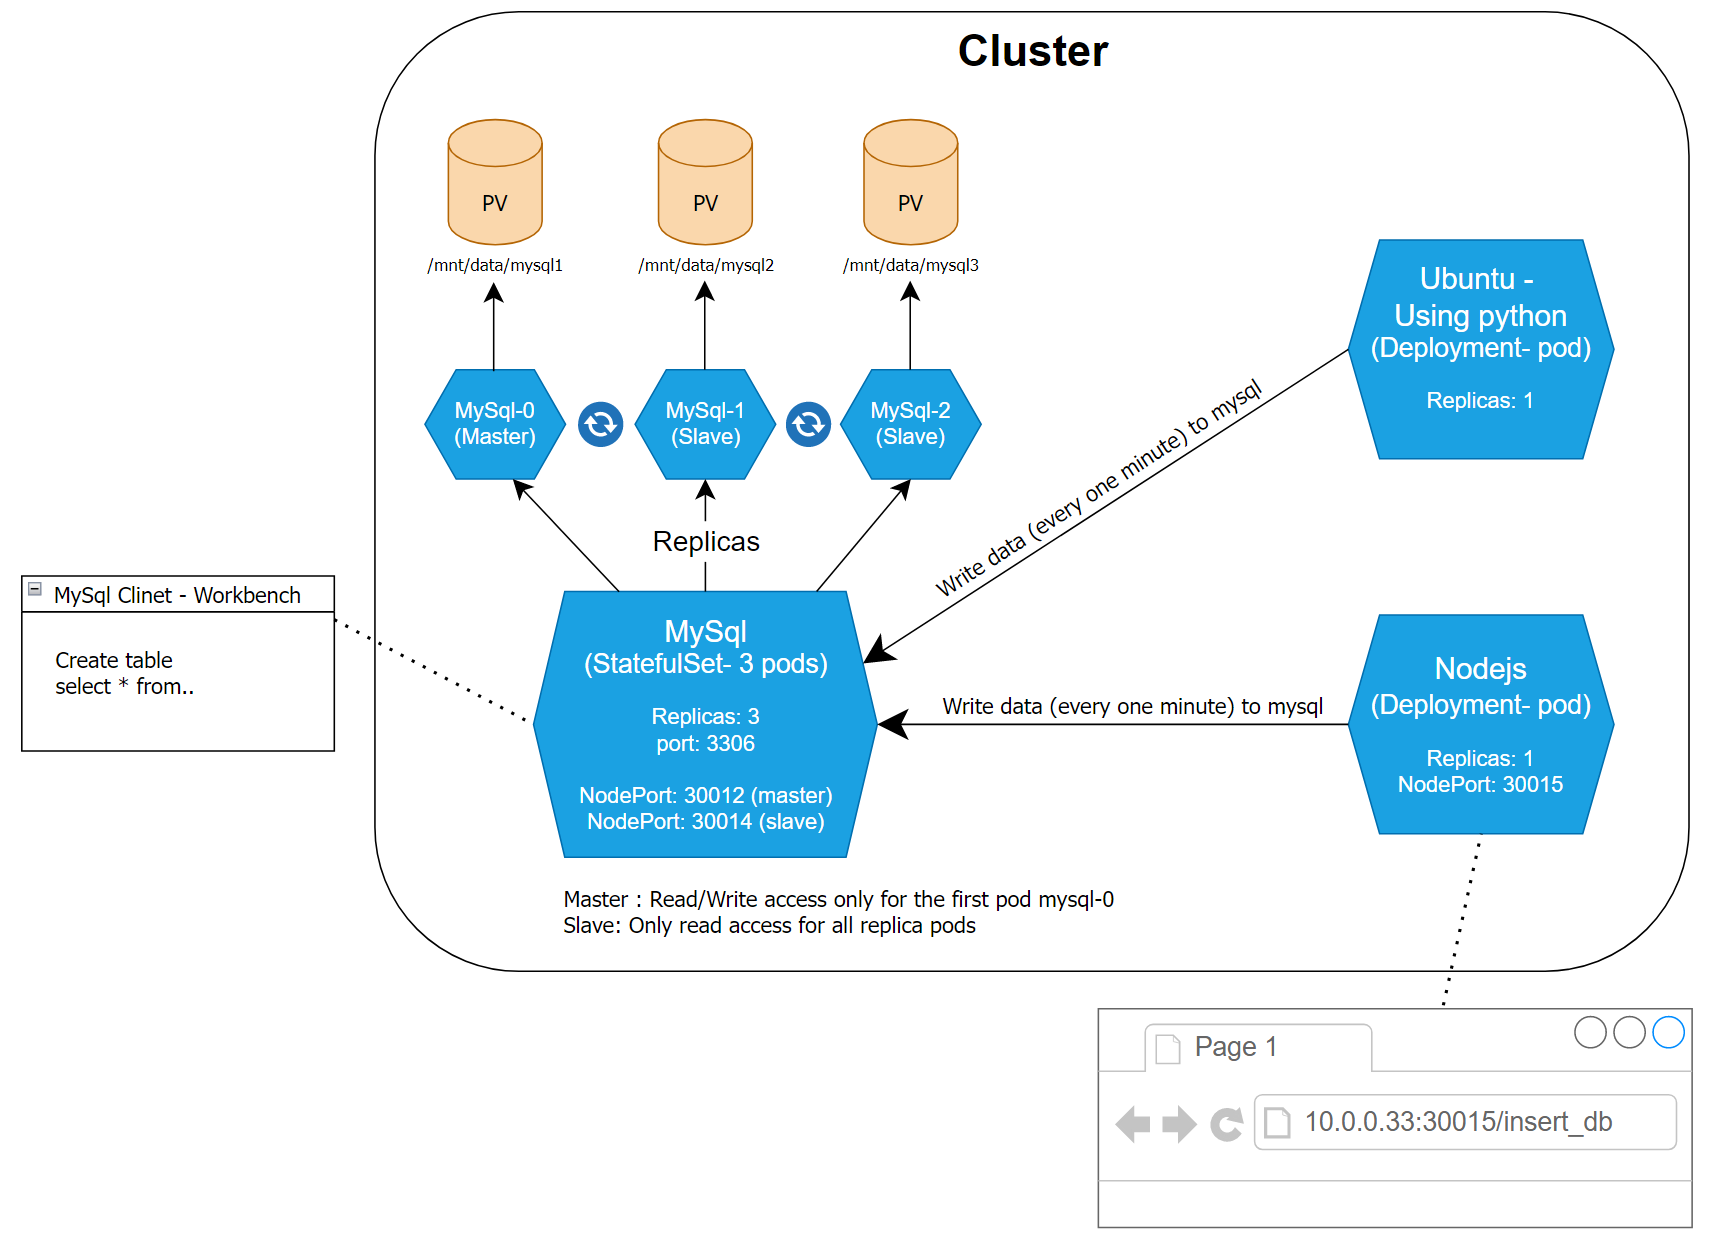 Cluster
PV
PV
PV
/mnt/data/mysql1
/mnt/data/mysql2
/mnt/data/mysql3
MySql-0
(Master)
MySql-1
(Slave)
MySql-2
(Slave)
Replicas
Ubuntu -
Using python
(Deployment- pod)
Replicas: 1
Write data (every one minute) to mysql
MySql Clinet - Workbench
Create table
select * from..
MySql
(StatefulSet- 3 pods)
Replicas: 3
port: 3306
NodePort: 30012 (master)
NodePort: 30014 (slave)
Write data (every one minute) to mysql
Nodejs
(Deployment- pod)
Replicas: 1
NodePort: 30015
Master : Read/Write access only for the first pod mysql-0
Slave: Only read access for all replica pods
Page 1
10.0.0.33:30015/insert_db